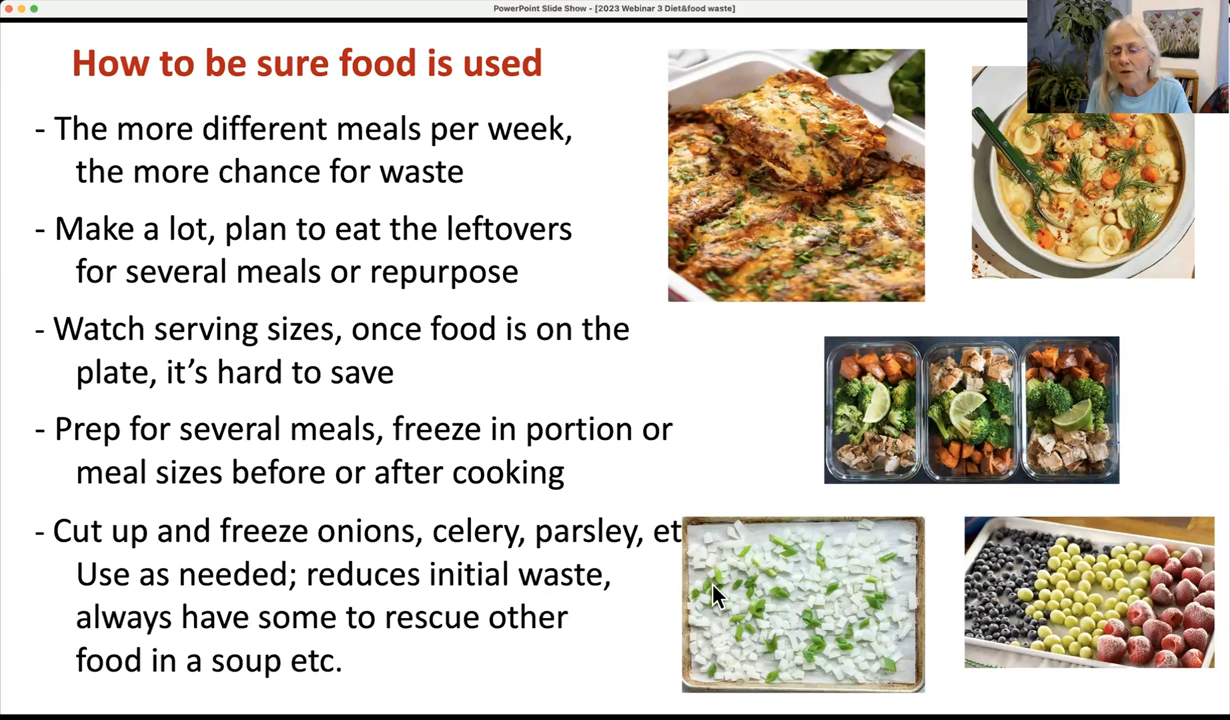 PowerPoint Slide Show - [2023 Webinar 3 Diet&food waste]
How to be sure food is used
- The more different meals per week,
the more chance for waste
- Make a lot, plan to eat the leftovers
for several meals or repurpose
- Watch serving sizes, once food is on the
plate, it’s hard to save
- Prep for several meals, freeze in portion or
meal sizes before or after cooking
- Cut up and freeze onions, celery, parsley, et
Use as needed; reduces initial waste,
always have some to rescue other
food in a soup etc.